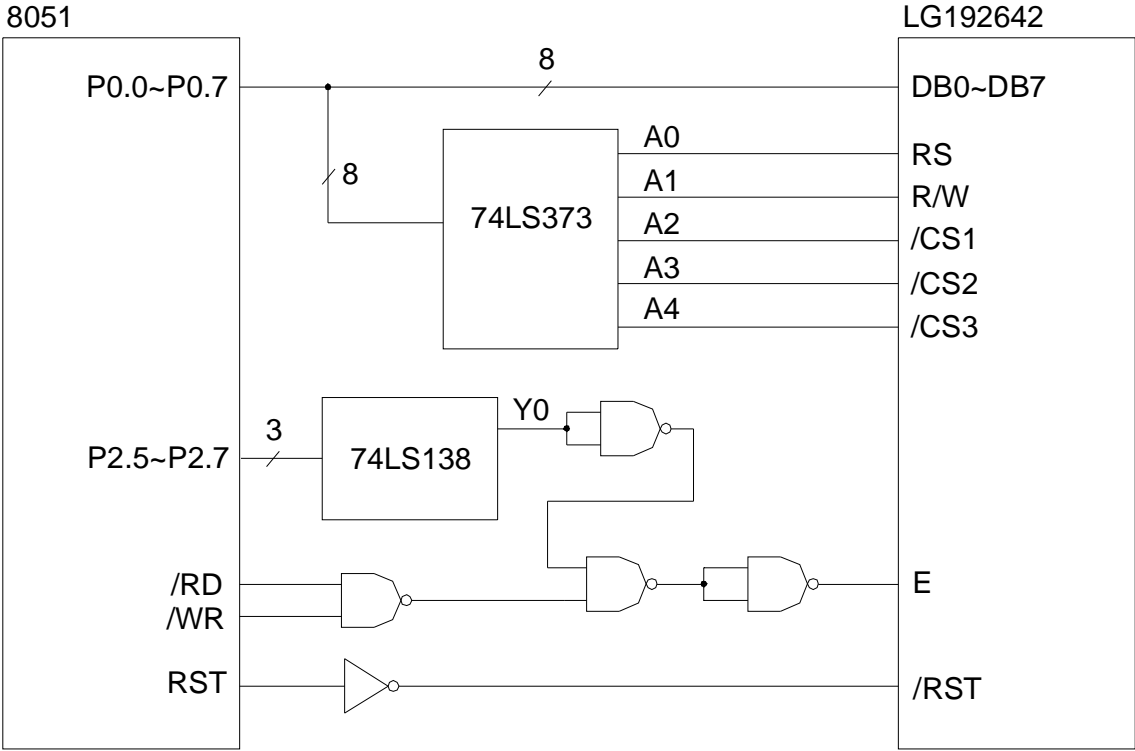 8051
LG192642
P0.0~P0.7
8
DB0~DB7
8
74LS373
A0
RS
A1
R/W
A2
/CS1
A3
/CS2
A4
/CS3
P2.5~P2.7
3
74LS138
Y0
/RD
/WR
E
RST
/RST